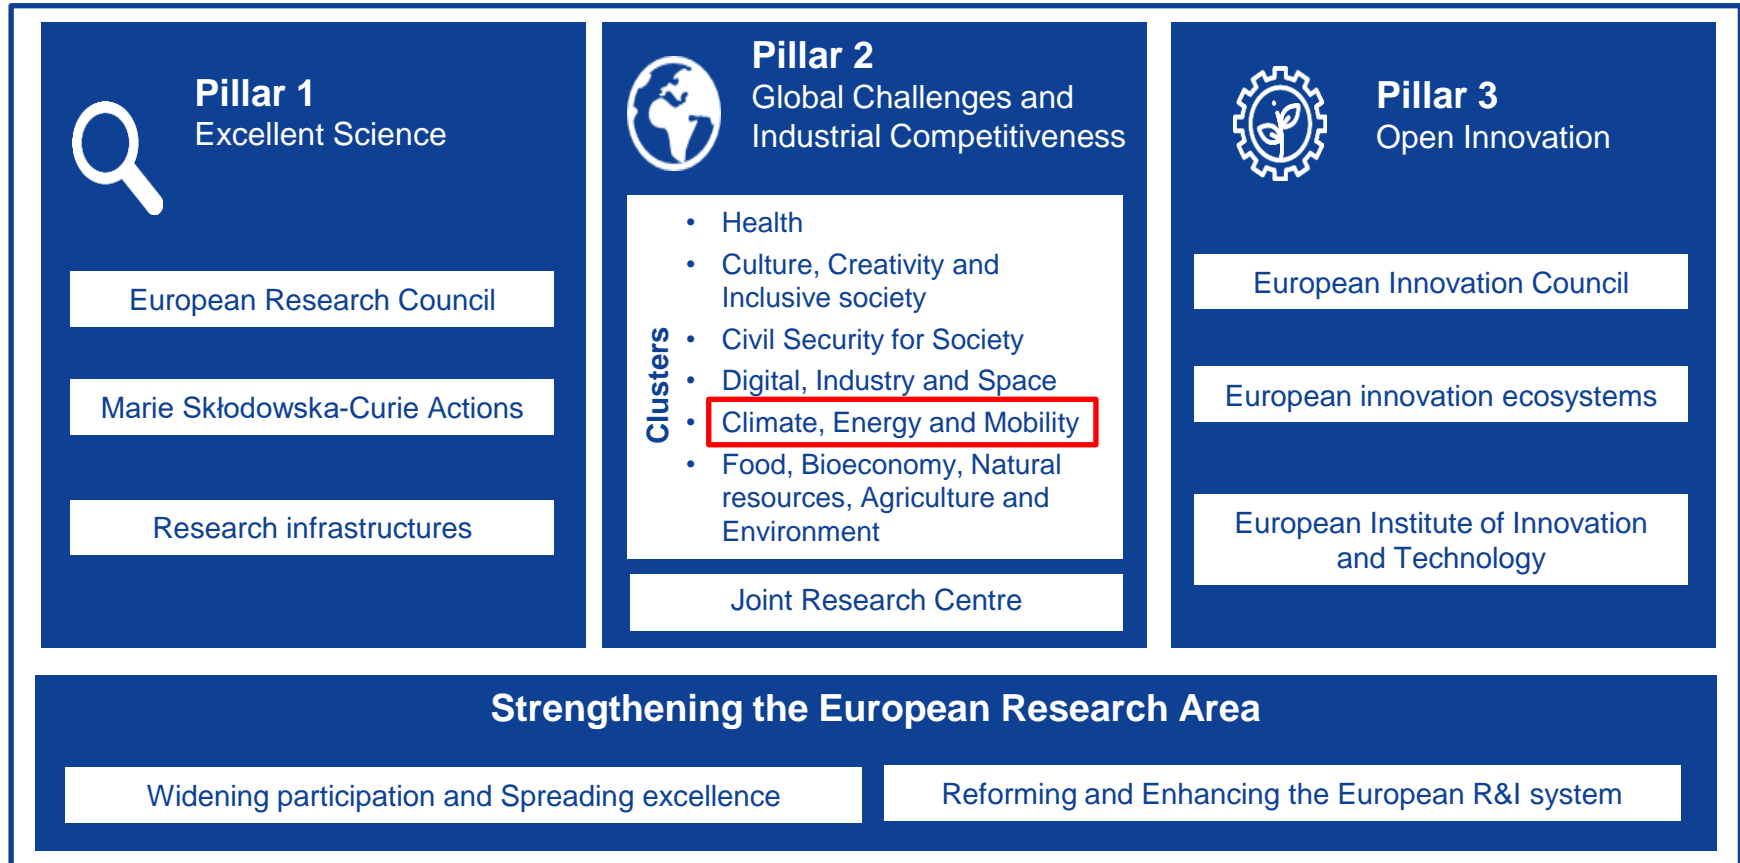 Pillar 1
Excellent Science
European Research Council
Marie Skłodowska-Curie Actions
Research infrastructures
Pillar 2
Global Challenges and
Industrial Competitiveness
Clusters
• Health
• Culture, Creativity and
Inclusive society
• Civil Security for Society
• Digital, Industry and Space
• Climate, Energy and Mobility
• Food, Bioeconomy, Natural
resources, Agriculture and
Environment
Joint Research Centre
Pillar 3
Open Innovation
European Innovation Council
European innovation ecosystems
European Institute of Innovation
and Technology
Strengthening the European Research Area
Widening participation and Spreading excellence
Reforming and Enhancing the European R&I system